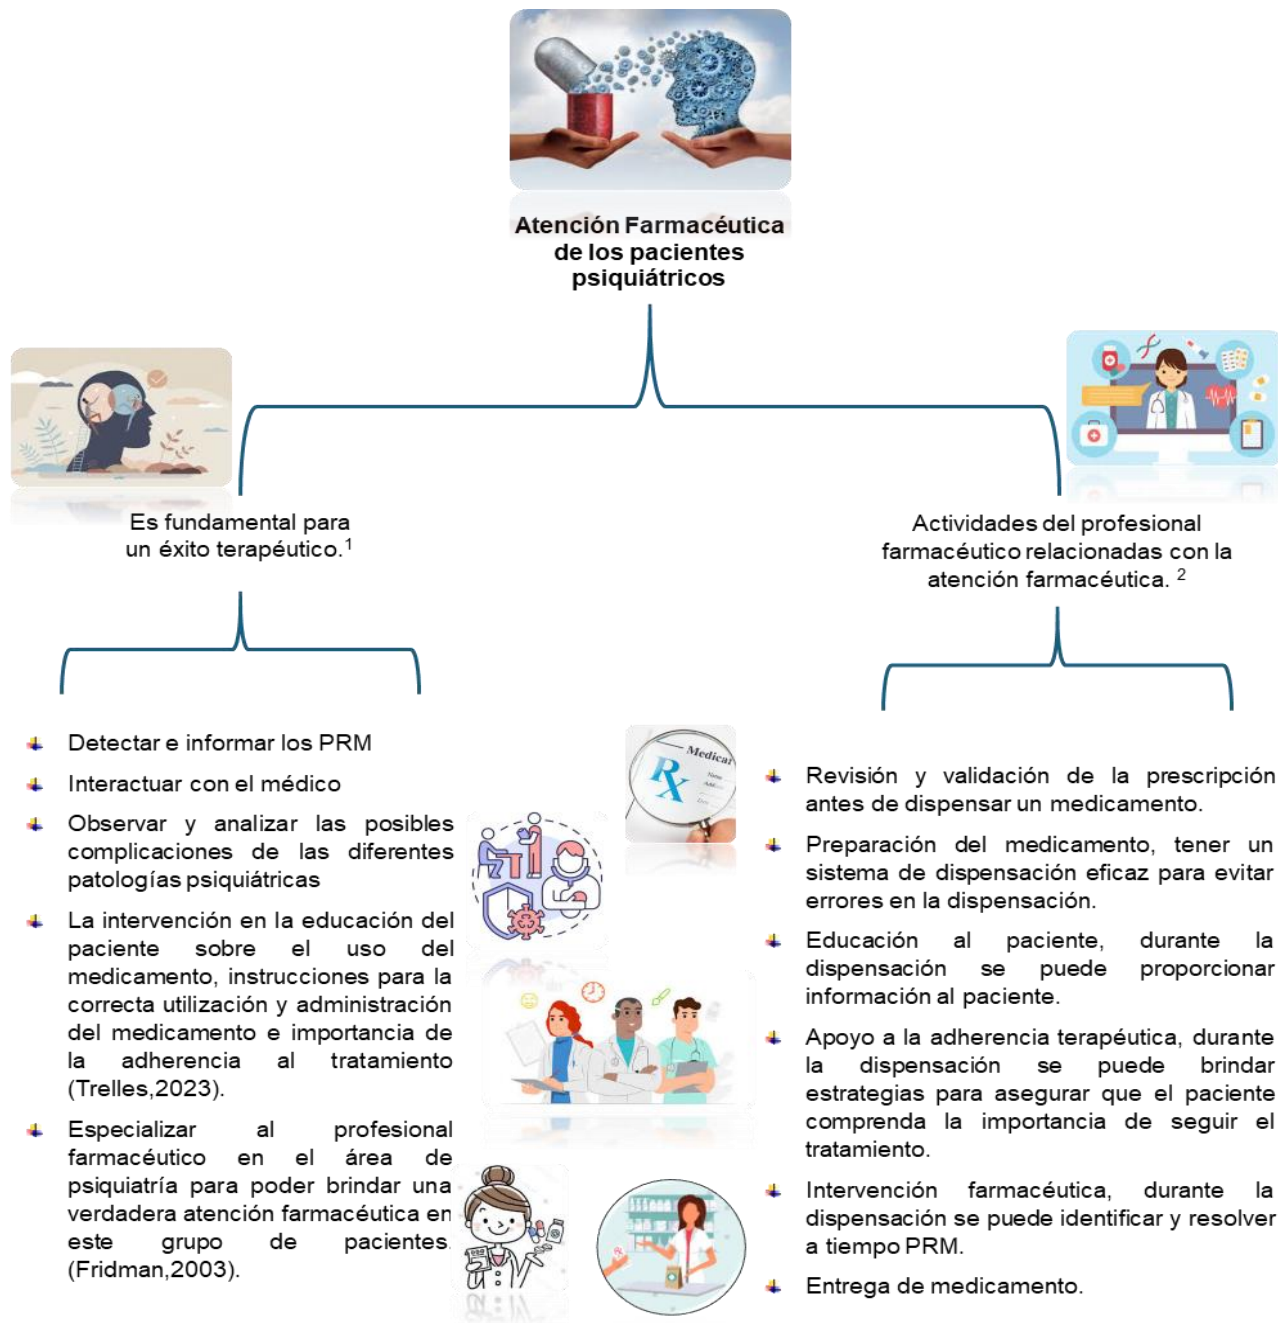 Atención Farmacéutica
de los pacientes
psiquiátricos
Es fundamental para
un éxito terapéutico.1
Detectar e informar los PRM
Interactuar con el médico
Observar y analizar las posibles
complicaciones de las diferentes
patologías psiquiátricas
La intervención en la educación del
paciente sobre el uso del
medicamento, instrucciones para la
correcta utilización y administración
del medicamento e importancia de
la adherencia al tratamiento
(Trelles,2023).
Especializar al profesional
farmacéutico en el área de
psiquiatría para poder brindar una
verdadera atención farmacéutica en
este grupo de pacientes.
(Fridman,2003).
Actividades del profesional
farmacéutico relacionadas con la
atención farmacéutica. 2
Revisión y validación de la prescripción
antes de dispensar un medicamento.
Preparación del medicamento, tener un
sistema de dispensación eficaz para evitar
errores en la dispensación.
Educación al paciente, durante la
dispensación se puede proporcionar
información al paciente.
Apoyo a la adherencia terapéutica, durante
la dispensación se puede brindar
estrategias para asegurar que el paciente
comprenda la importancia de seguir el
tratamiento.
Intervención farmacéutica, durante la
dispensación se puede identificar y resolver
a tiempo PRM.
Entrega de medicamento.
Medical
Rx
Name